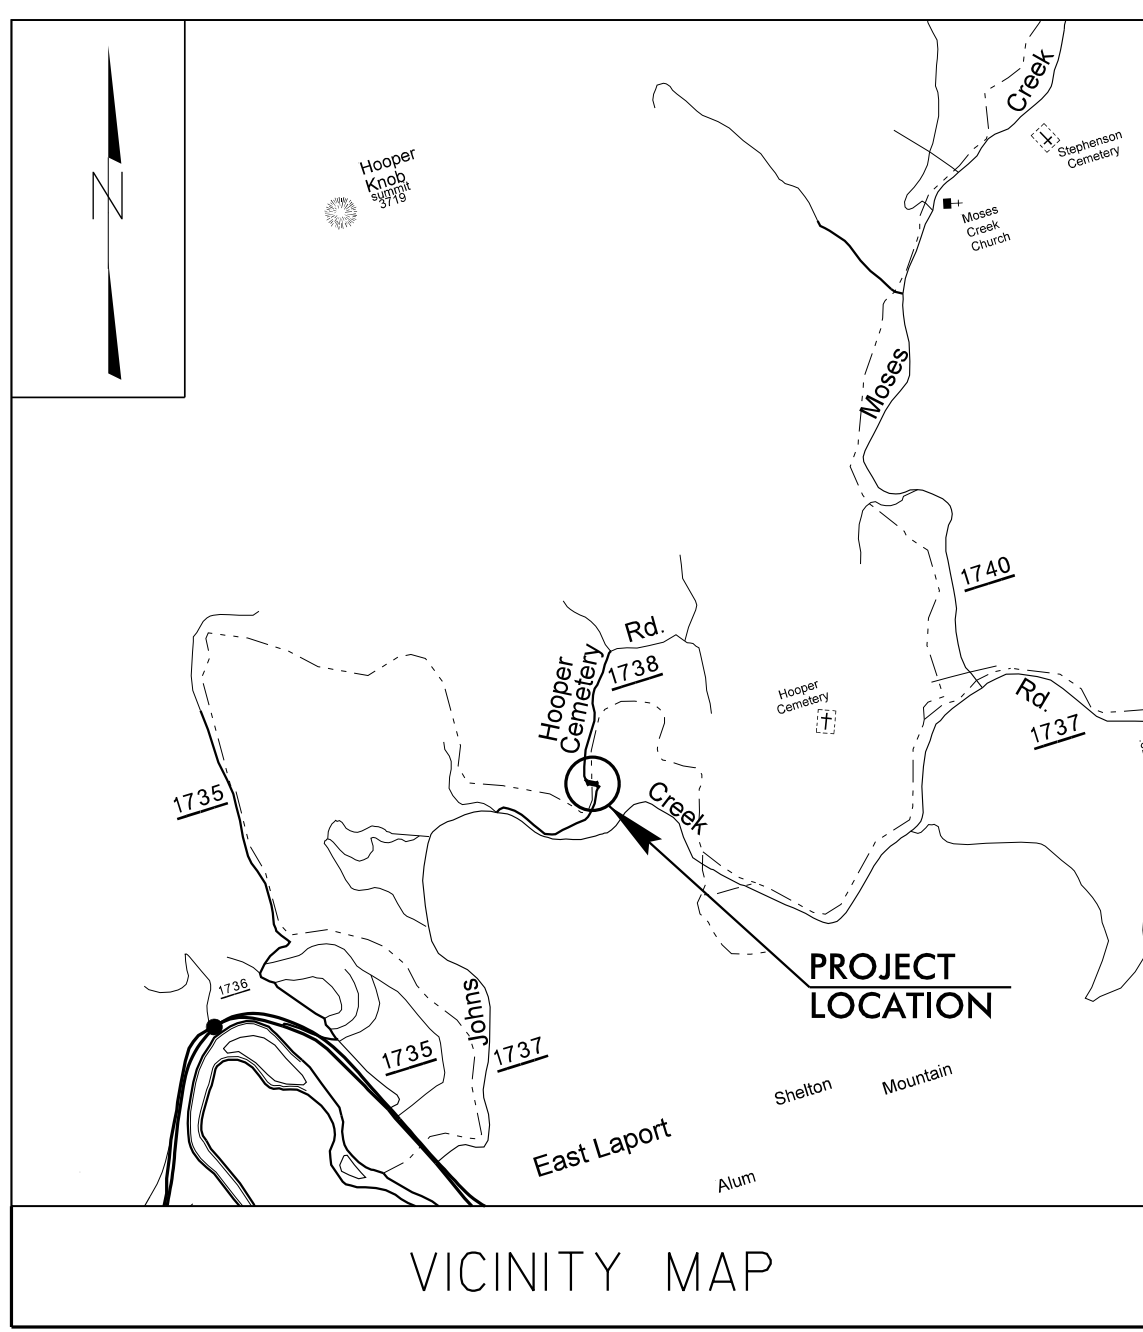 N
Hooper
Knob
summit
3719
Creek
Stephenson
Cemetery
Moses
Creek
Church
Moses
1740
Rd.
1738
Hooper
Cemetery
Hooper
Cemetery
Rd.
1737
1735
Creek
PROJECT
LOCATION
1736
Johns
1735
1737
Shelton
Mountain
East Laport
Alum
VICINITY MAP